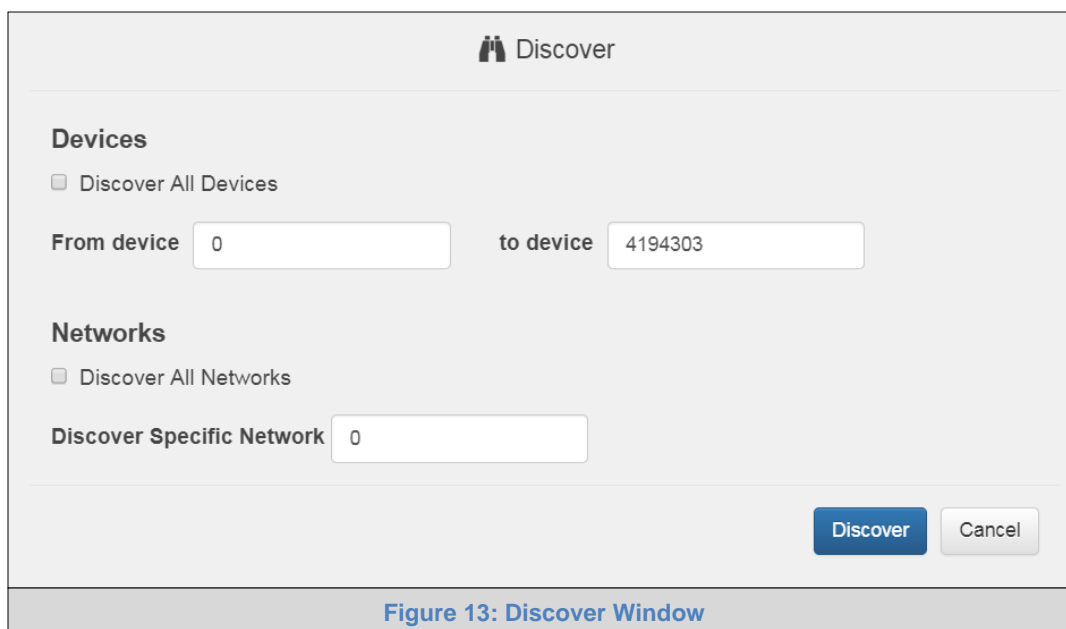 Discover
Devices
Discover All Devices
From device 0 to device 4194303
Networks
Discover All Networks
Discover Specific Network 0
Discover Cancel
Figure 13: Discover Window